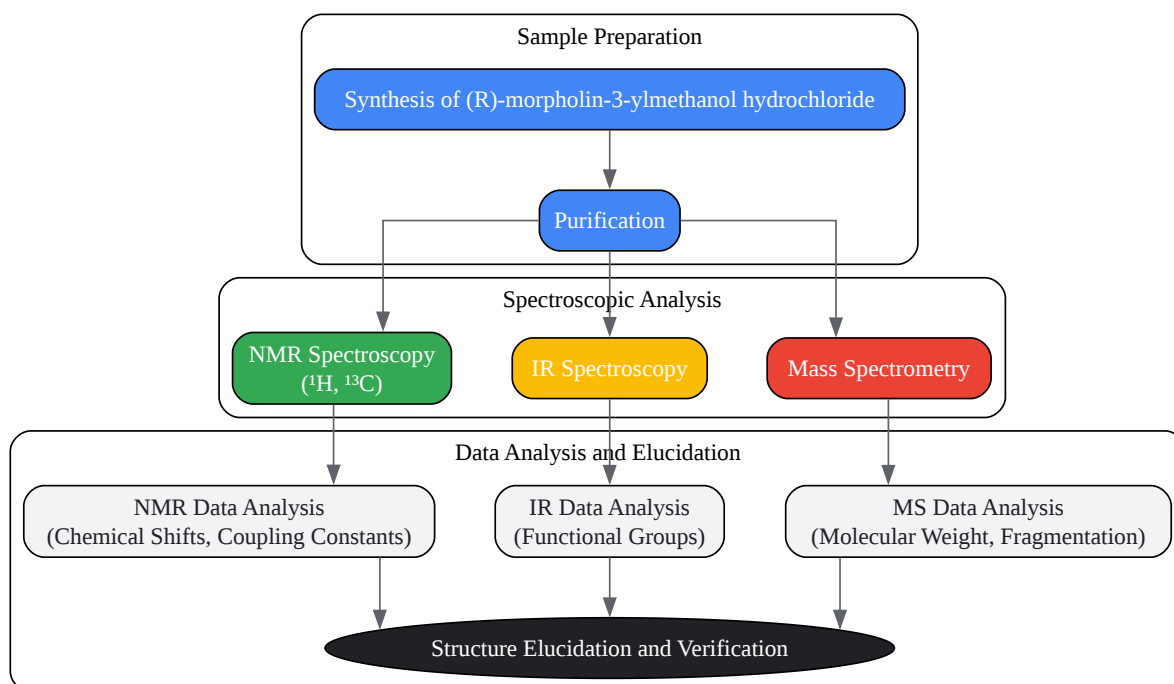 Sample Preparation
Synthesis of (R)-morpholin-3-ylmethanol hydrochloride
Purification
Spectroscopic Analysis
NMR Spectroscopy
(¹H, ¹³C)
IR Spectroscopy
Mass Spectrometry
Data Analysis and Elucidation
NMR Data Analysis
(Chemical Shifts, Coupling Constants)
IR Data Analysis
(Functional Groups)
MS Data Analysis
(Molecular Weight, Fragmentation)
Structure Elucidation and Verification